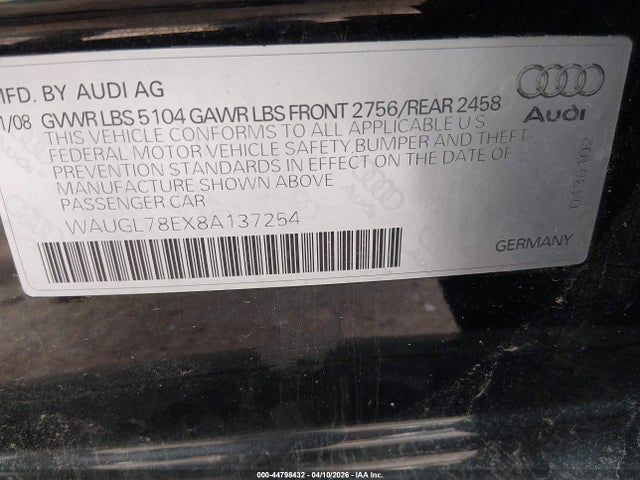 MFD. BY AUDI AG
1/08 GVWR LBS 5104 GAWR LBS FRONT 2756/REAR 2458
THIS VEHICLE CONFORMS TO ALL APPLICABLE U S
FEDERAL MOTOR VEHICLE SAFETY, BUMPER AND THEFT
PREVENTION STANDARDS IN EFFECT ON THE DATE OF
MANUFACTURE SHOWN ABOVE
PASSENGER CAR
WAUGL78EX8A137254
Audi
0436102
GERMANY
000-44798432 - 04/10/2026 - IAA Inc.